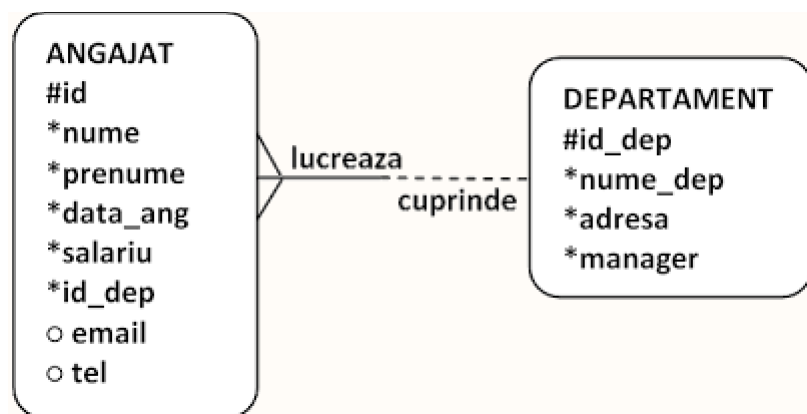 ANGAJAT
#id
*nume
*prenume
*data_ang
*salariu
*id_dep
○ email
○ tel
lucreaza
cuprinde
DEPARTAMENT
#id_dep
*nume_dep
*adresa
*manager